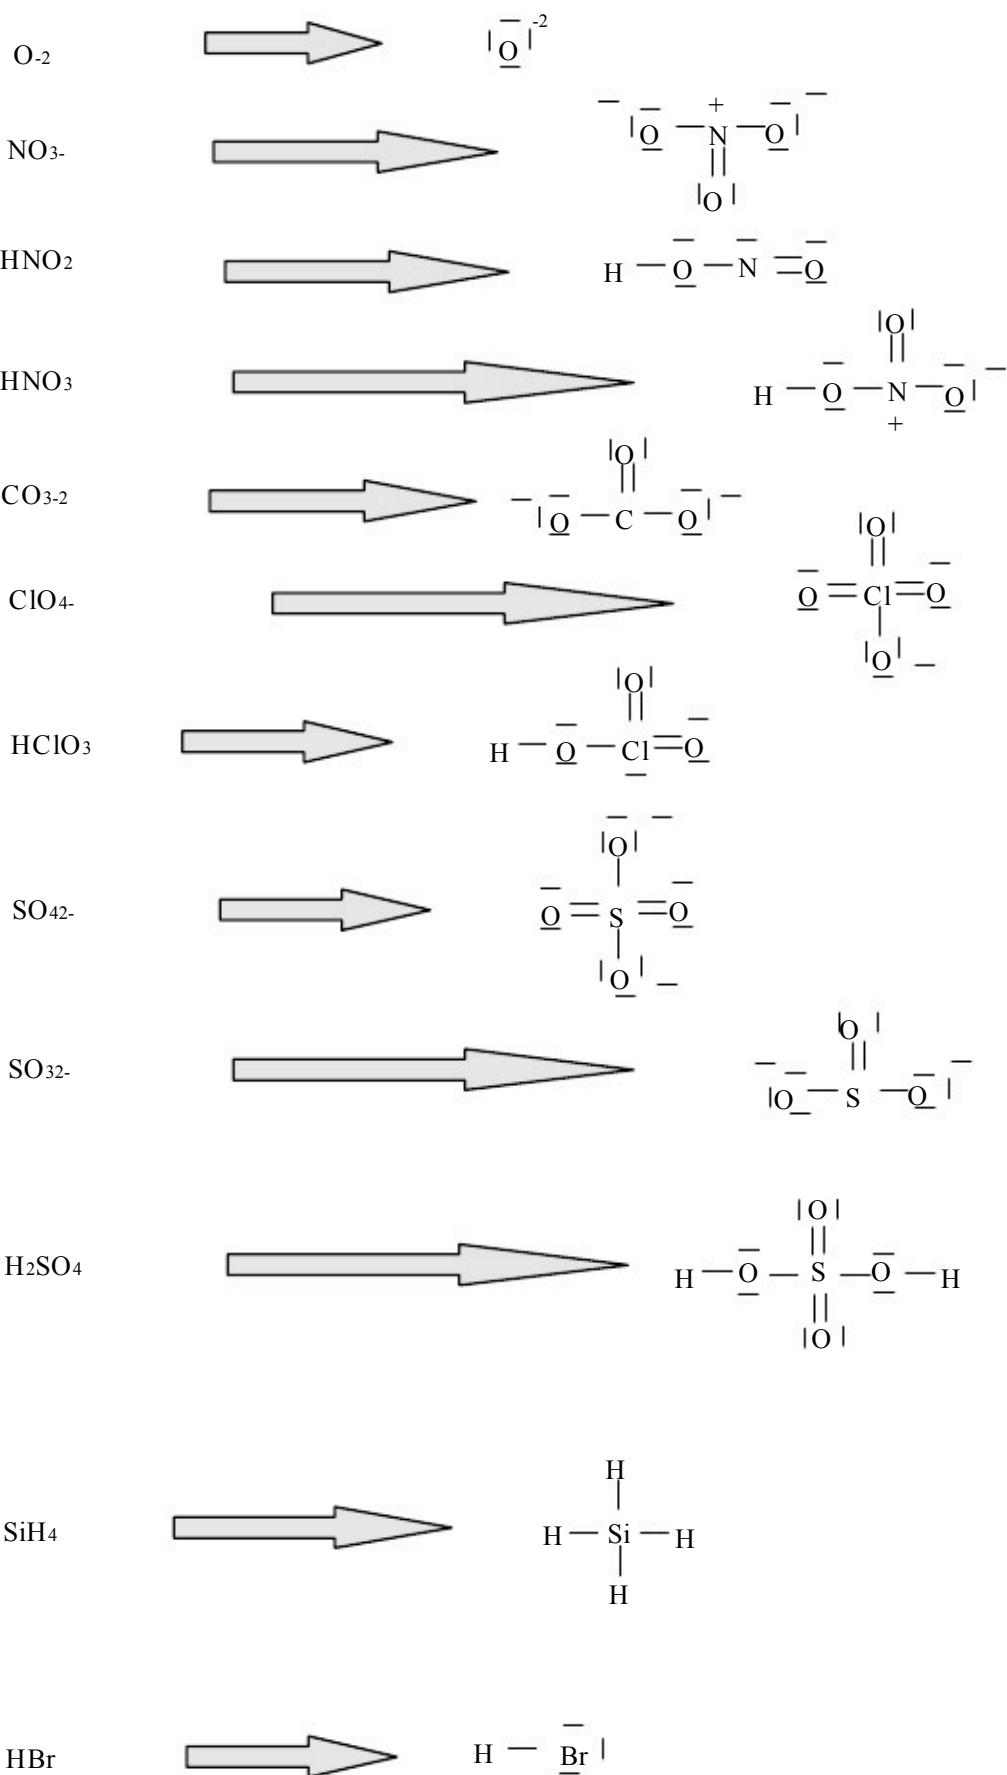 O-2 |O| -2
NO3- − |O − N − O| − +
|O|
HNO2 H − O − N = O
|O|
HNO3 H − O − N − O| −
+
|O|
CO3-2 − |O − C − O| −
|O|
ClO4- O = Cl = O
|O| −
|O|
HClO3 H − O − Cl = O
|O| −
SO42- O = S = O
|O| −
|O|
SO32- − |O − S − O| −
|O|
H2SO4 H − O − S − O − H
|O|
H
SiH4 H − Si − H
H
HBr H − Br|